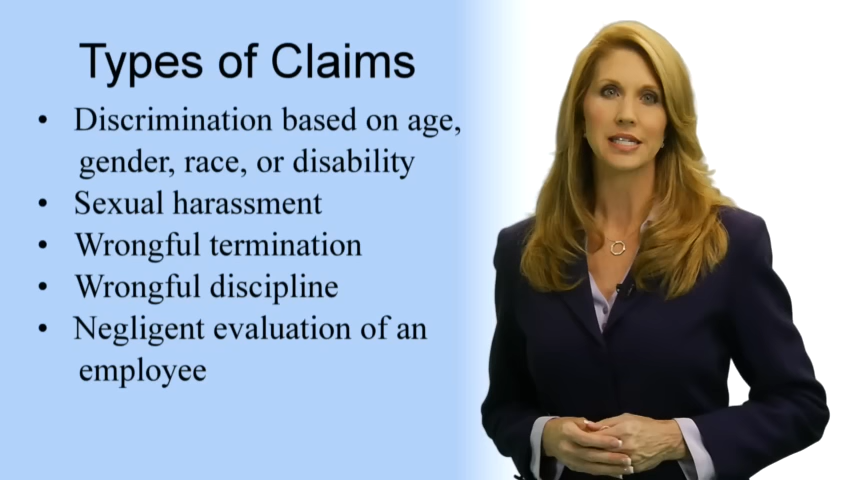 Types of Claims
• Discrimination based on age,
gender, race, or disability
• Sexual harassment
• Wrongful termination
• Wrongful discipline
• Negligent evaluation of an
employee